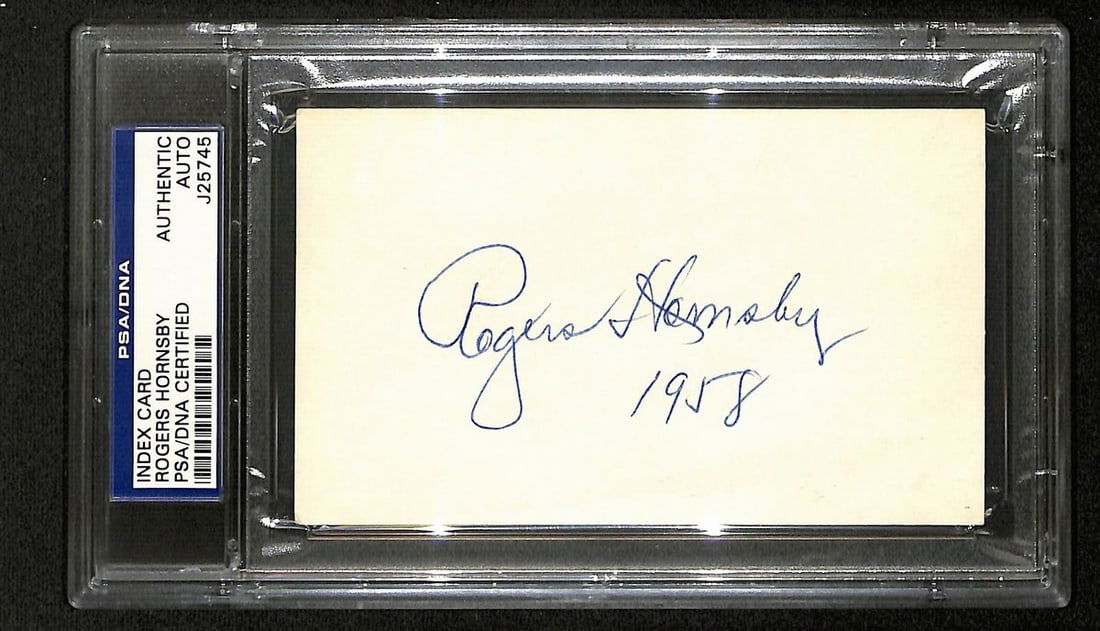 PSA/DNA
INDEX CARD
ROGERS HORNSBY AUTHENTIC
PSA/DNA CERTIFIED AUTO
J25745
Rogers Hornsby
1958